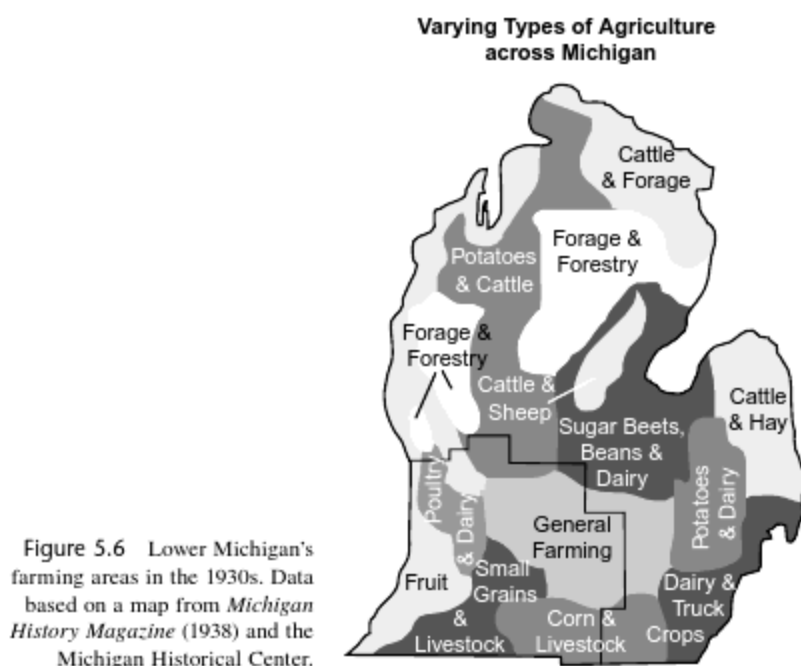 Varying Types of Agriculture
across Michigan
Cattle
& Forage
Forage &
Forestry
Potatoes
& Cattle
Forage &
Forestry
Cattle &
Sheep
Cattle
& Hay
Sugar Beets,
Beans &
Dairy
Poultry
& Dairy
Potatoes
& Dairy
General
Farming
Fruit
Small
Grains
& 
Livestock
Corn &
Livestock
Dairy &
Truck
Crops
Figure 5.6 Lower Michigan's
farming areas in the 1930s. Data
based on a map from Michigan
History Magazine (1938) and the
Michigan Historical Center.